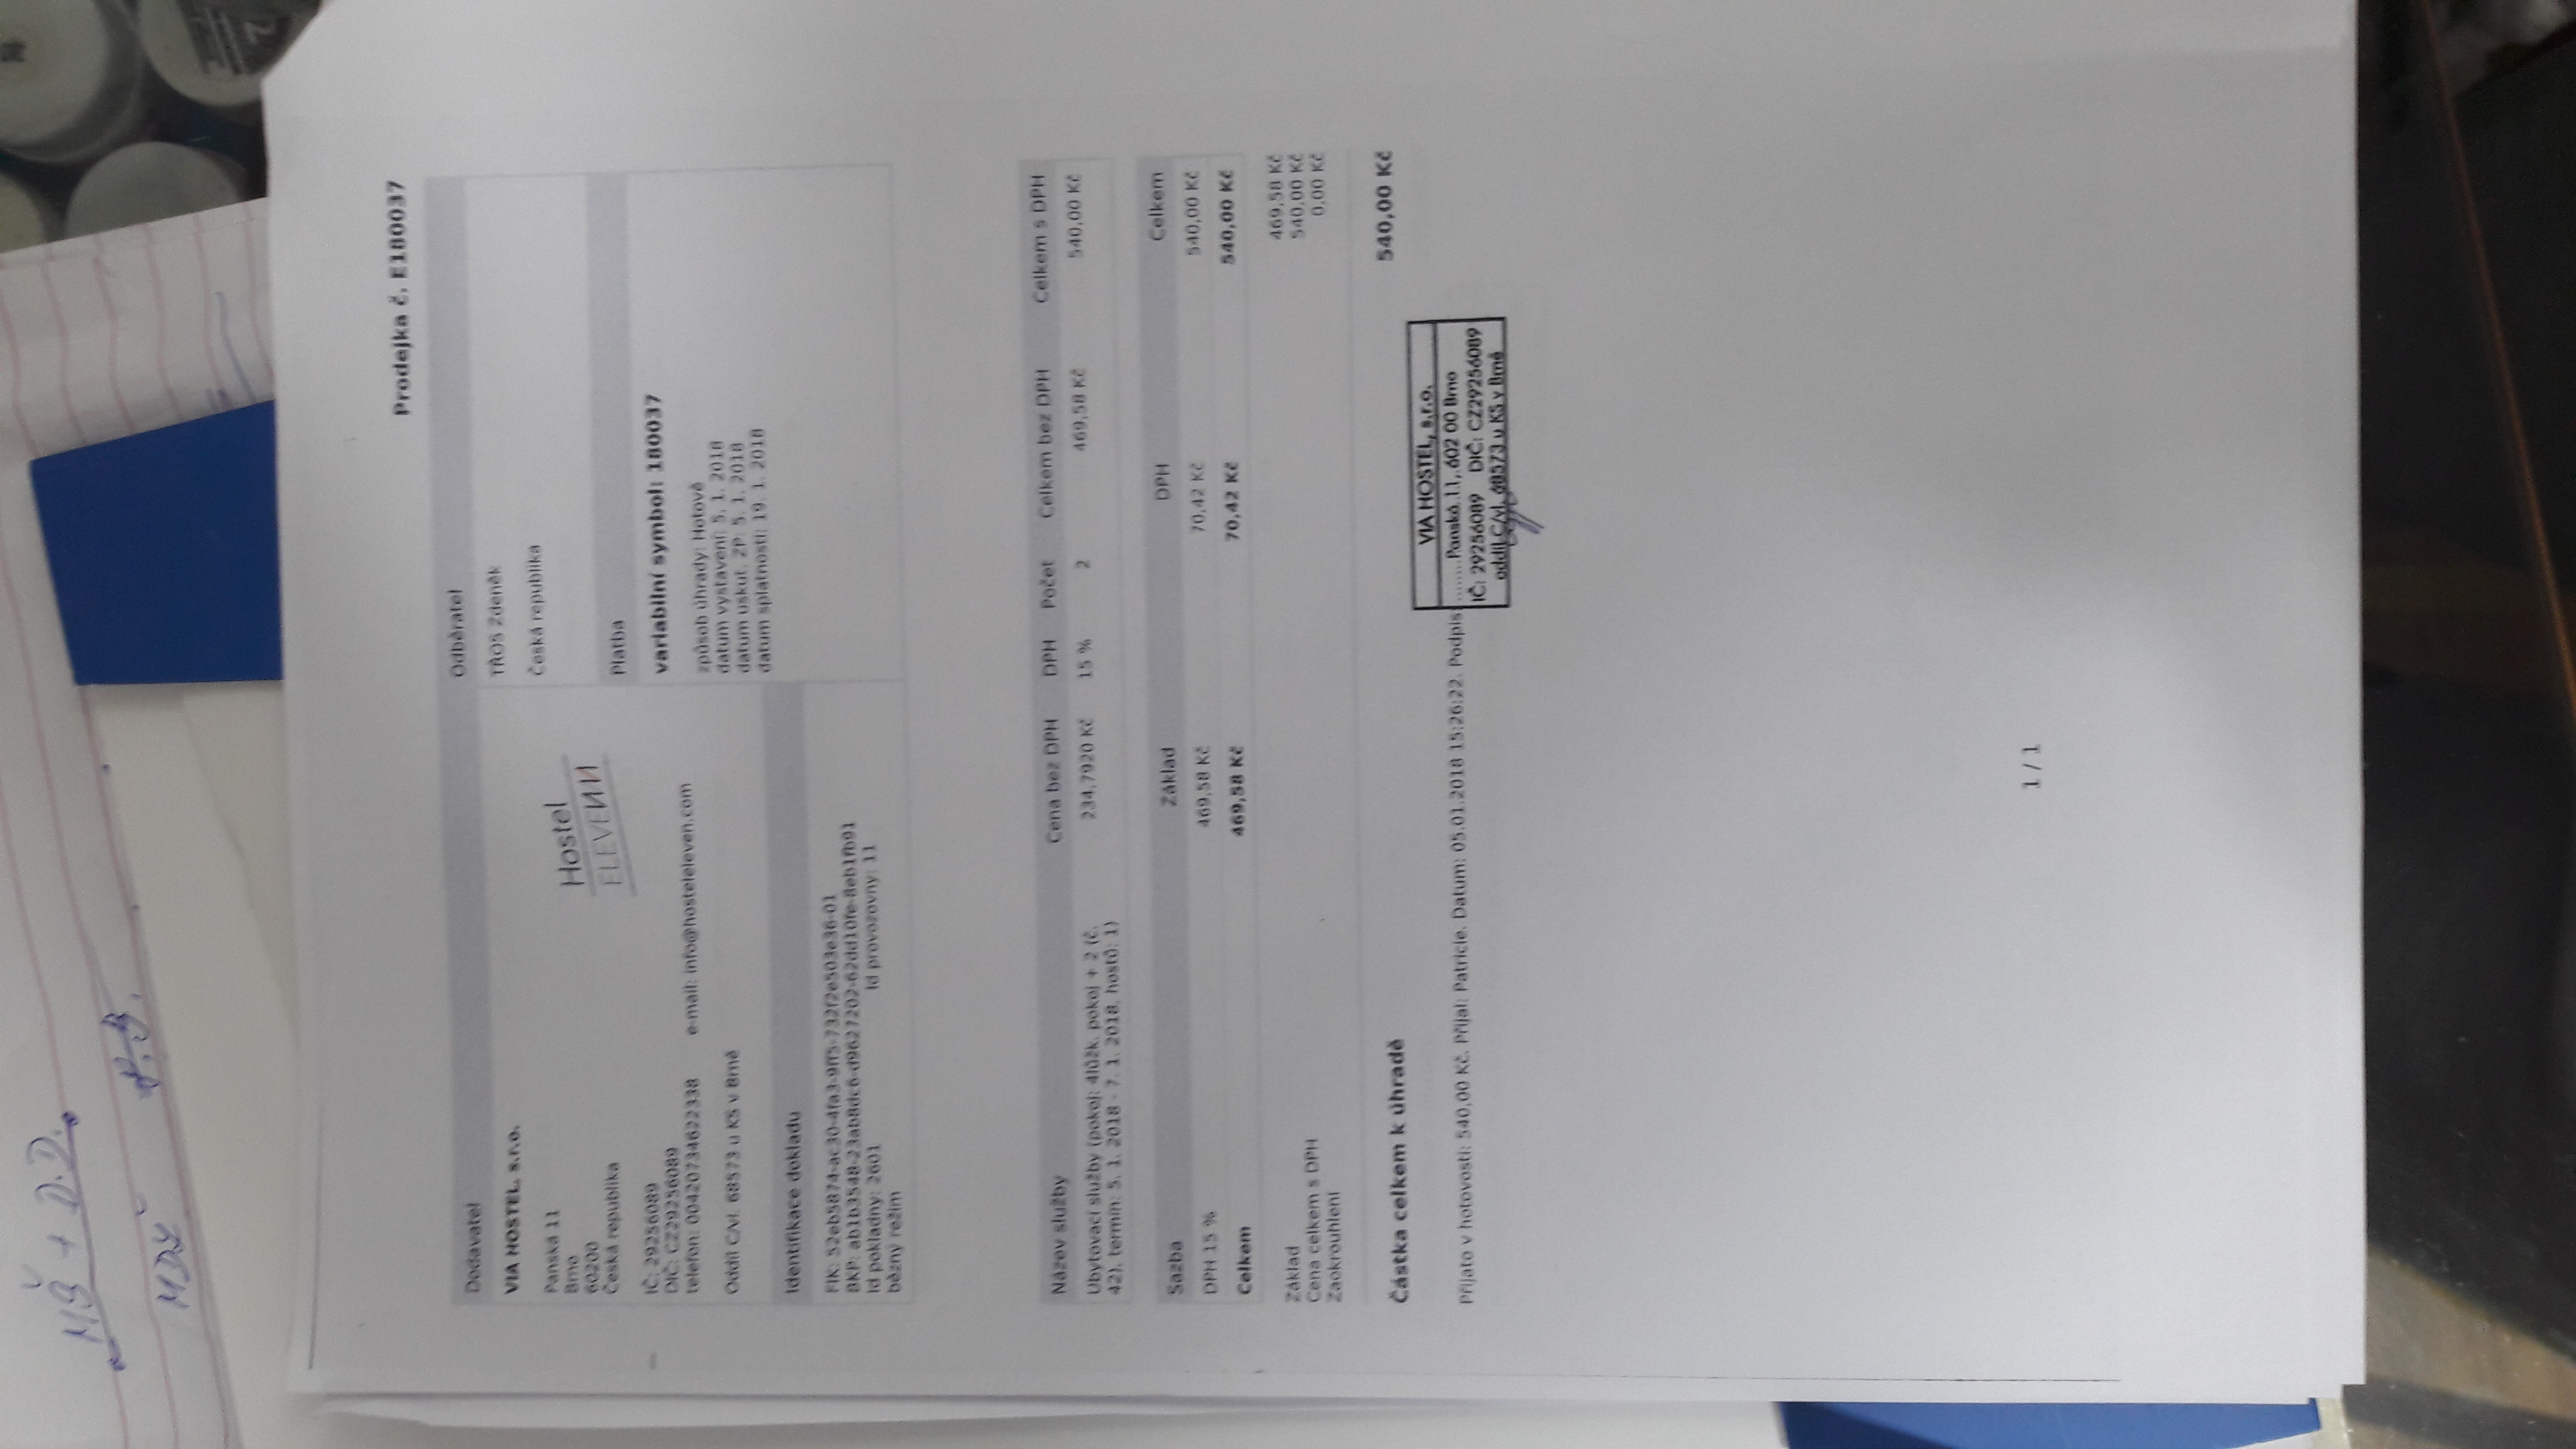 MŠ + D.D.
Prodejka č. E180037
Dodavatel
VIA HOSTEL, s.r.o.
Panská 11
Brno
60200
Česká republika
Hostel
ELEVENN
IČ: 29256089
DIČ: CZ29256089
telefon: 00420734622338 e-mail: info@hosteleleven.com
Oddíl C/vl. 68573 u KS v Brně
Identifikace dokladu
FIK: 52eb5874-ac30-4fa3-9ff5-732f2e503e36-01
BKP: ab1b3548-23ab8dc6-d9627202-62dd10fe-8eb1fb91
Id pokladny: 2601 Id provozovny: 11
běžný režim
Odběratel
TŘOS Zdeněk
Česká republika
Platba
variabilní symbol: 180037
způsob úhrady: Hotově
datum vystavení: 5. 1. 2018
datum uskut. ZP: 5. 1. 2018
datum splatnosti: 19. 1. 2018
Název služby Cena bez DPH DPH Počet Celkem bez DPH Celkem s DPH
Ubytovací služby (pokoj: 4lůžk. pokoj + 2 (č. 234,7920 Kč 15 % 2 469,58 Kč 540,00 Kč
42), termín: 5. 1. 2018 - 7. 1. 2018, hostů: 1)
Sazba Základ DPH Celkem
DPH 15 % 469,58 Kč 70,42 Kč 540,00 Kč
Celkem 469,58 Kč 70,42 Kč 540,00 Kč
Základ 469,58 Kč
Cena celkem s DPH 540,00 Kč
Zaokrouhlení 0,00 Kč
Částka celkem k úhradě 540,00 Kč
Přijato v hotovosti: 540,00 Kč. Přijal: Patricie. Datum: 05.01.2018 15:26:22. Podpis:
VIA HOSTEL, s.r.o.
Panská 11, 602 00 Brno
IČ: 29256089 DIČ: CZ29256089
oddíl C/vl. 68573 u KS v Brně
1 / 1